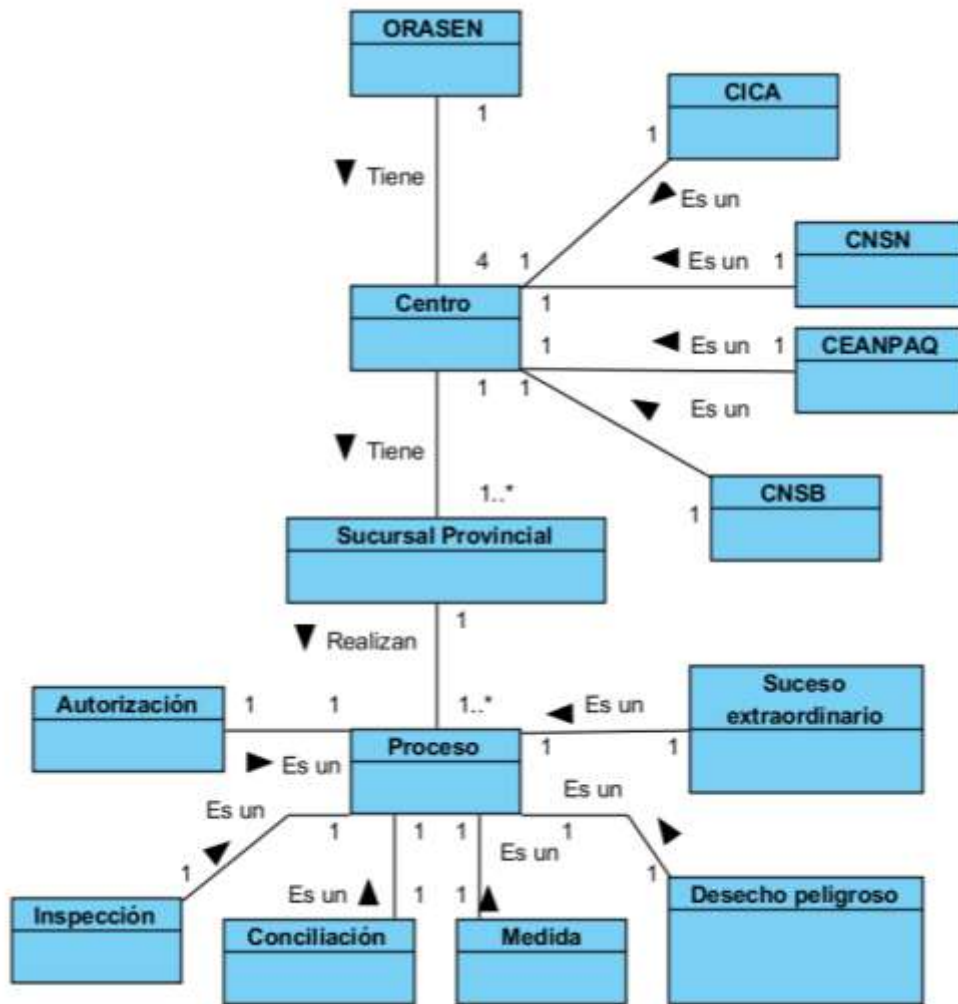 ORASEN
1
Tiene
CICA
1
Es un
CNSN
Es un
1
4
1
Centro
1
CEANPAQ
1
Es un
1
1
1
Es un
Tiene
CNSB
1
1..*
Sucursal Provincial
1
Realizan
Autorización
1
1
1..*
Es un
Suceso
extraordinario
Proceso
1
1
Es un
Es un
Es un
1
1
1
1
1
Es un
Es un
1
1
1
1
Inspección
Conciliación
Medida
Desecho peligroso